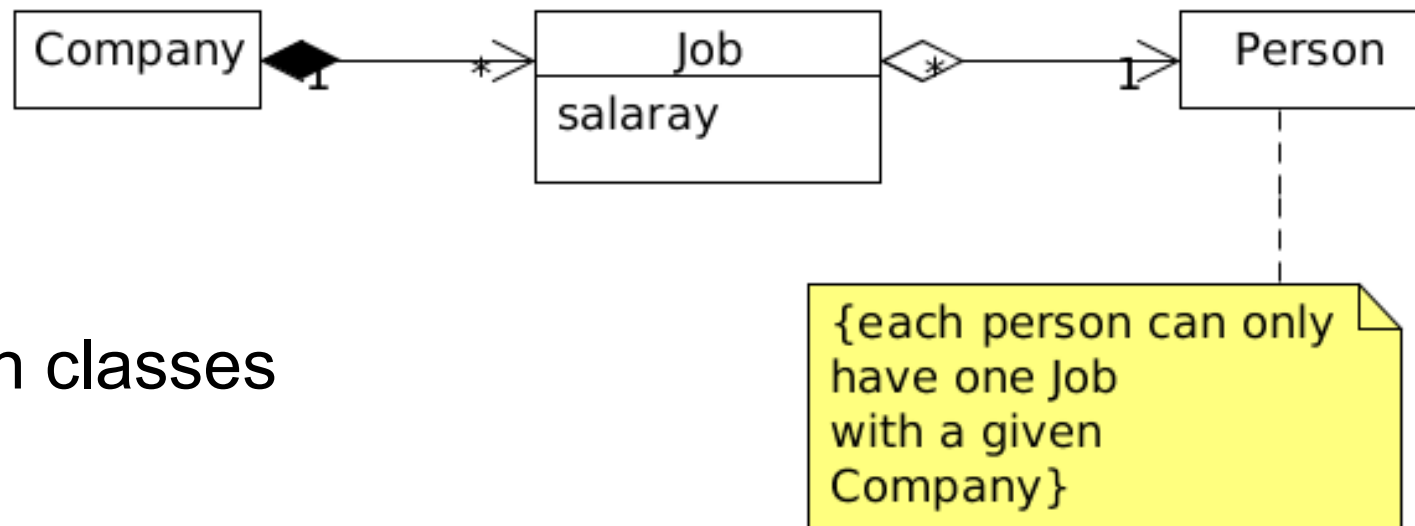 Company 1 * Job * 1 Person
salaray
{each person can only
have one Job
with a given
Company}
n classes